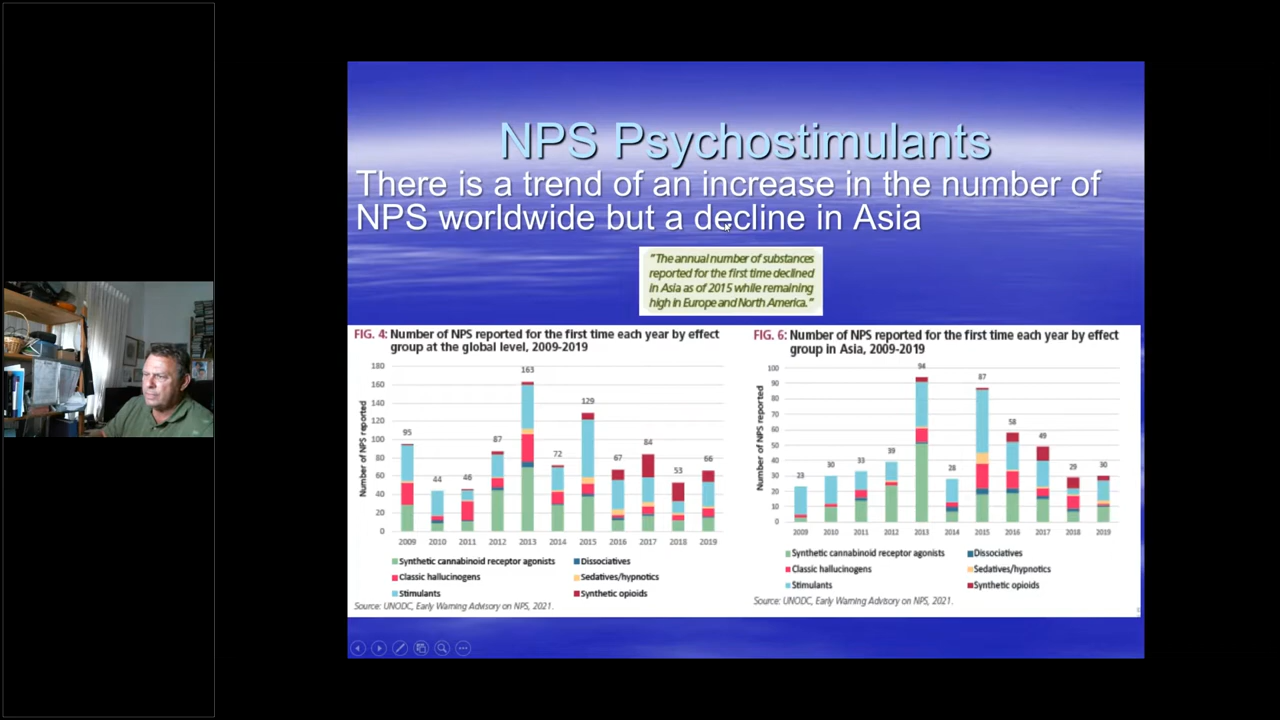 NPS Psychostimulants
There is a trend of an increase in the number of
NPS worldwide but a decline in Asia
"The annual number of substances
reported for the first time declined
in Asia as of 2015 while remaining
high in Europe and North America."
FIG. 4: Number of NPS reported for the first time each year by effect
group at the global level, 2009-2019
Number of NPS reported
180
160
140
120
100
80
60
40
20
0
95
44
46
87
163
72
129
67
84
53
66
2009 2010 2011 2012 2013 2014 2015 2016 2017 2018 2019
Synthetic cannabinoid receptor agonists Dissociatives
Classic hallucinogens Sedatives/hypnotics
Stimulants Synthetic opioids
Source: UNODC, Early Warning Advisory on NPS, 2021.
FIG. 6: Number of NPS reported for the first time each year by effect
group in Asia, 2009-2019
Number of NPS reported
100
90
80
70
60
50
40
30
20
10
0
23
30
33
39
94
28
87
58
49
29
30
2009 2010 2011 2012 2013 2014 2015 2016 2017 2018 2019
Synthetic cannabinoid receptor agonists Dissociatives
Classic hallucinogens Sedatives/hypnotics
Stimulants Synthetic opioids
Source: UNODC, Early Warning Advisory on NPS, 2021.